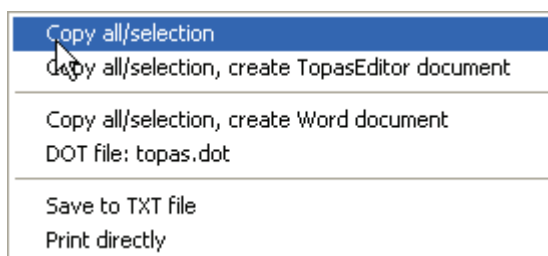 Copy all/selection
Copy all/selection, create TopasEditor document
Copy all/selection, create Word document
DOT file: topas.dot
Save to TXT file
Print directly